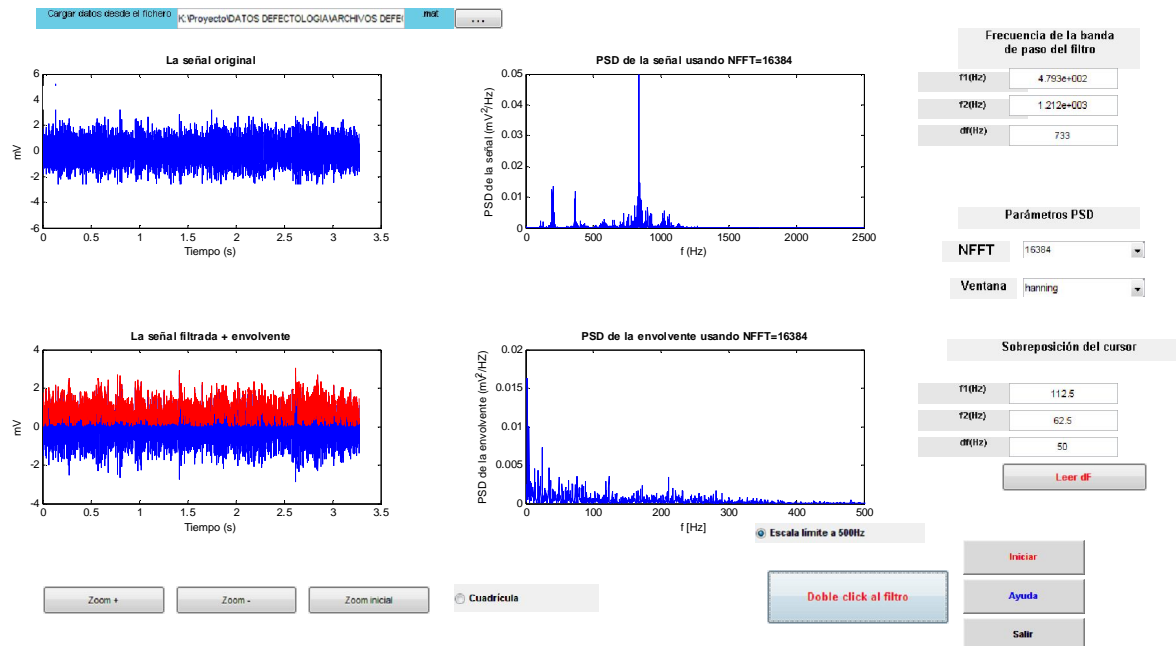 Cargar datos desde el fichero K:\Proyecto\DATOS DEFECTOLOGIA\ARCHIVOS DEFE .mat ...
La señal original
6
4
2
0
-2
-4
-6
mV
0 0.5 1 1.5 2 2.5 3 3.5
Tiempo (s)
PSD de la señal usando NFFT=16384
0.05
0.04
0.03
0.02
0.01
0
PSD de la señal (mV²/Hz)
0 500 1000 1500 2000 2500
f (Hz)
Frecuencia de la banda
de paso del filtro
f1(Hz) 4.793e+002
f2(Hz) 1.212e+003
df(Hz) 733
Parámetros PSD
NFFT 16384
Ventana hanning
La señal filtrada + envolvente
4
2
0
-2
-4
mV
0 0.5 1 1.5 2 2.5 3 3.5
Tiempo (s)
PSD de la envolvente usando NFFT=16384
0.02
0.015
0.01
0.005
0
PSD de la envolvente (mV²/HZ)
0 100 200 300 400 500
f [Hz]
Escala límite a 500Hz
Sobreposición del cursor
f1(Hz) 112.5
f2(Hz) 62.5
df(Hz) 50
Leer dF
Zoom + Zoom - Zoom inicial Cuadrícula
Doble click al filtro
Iniciar
Ayuda
Salir